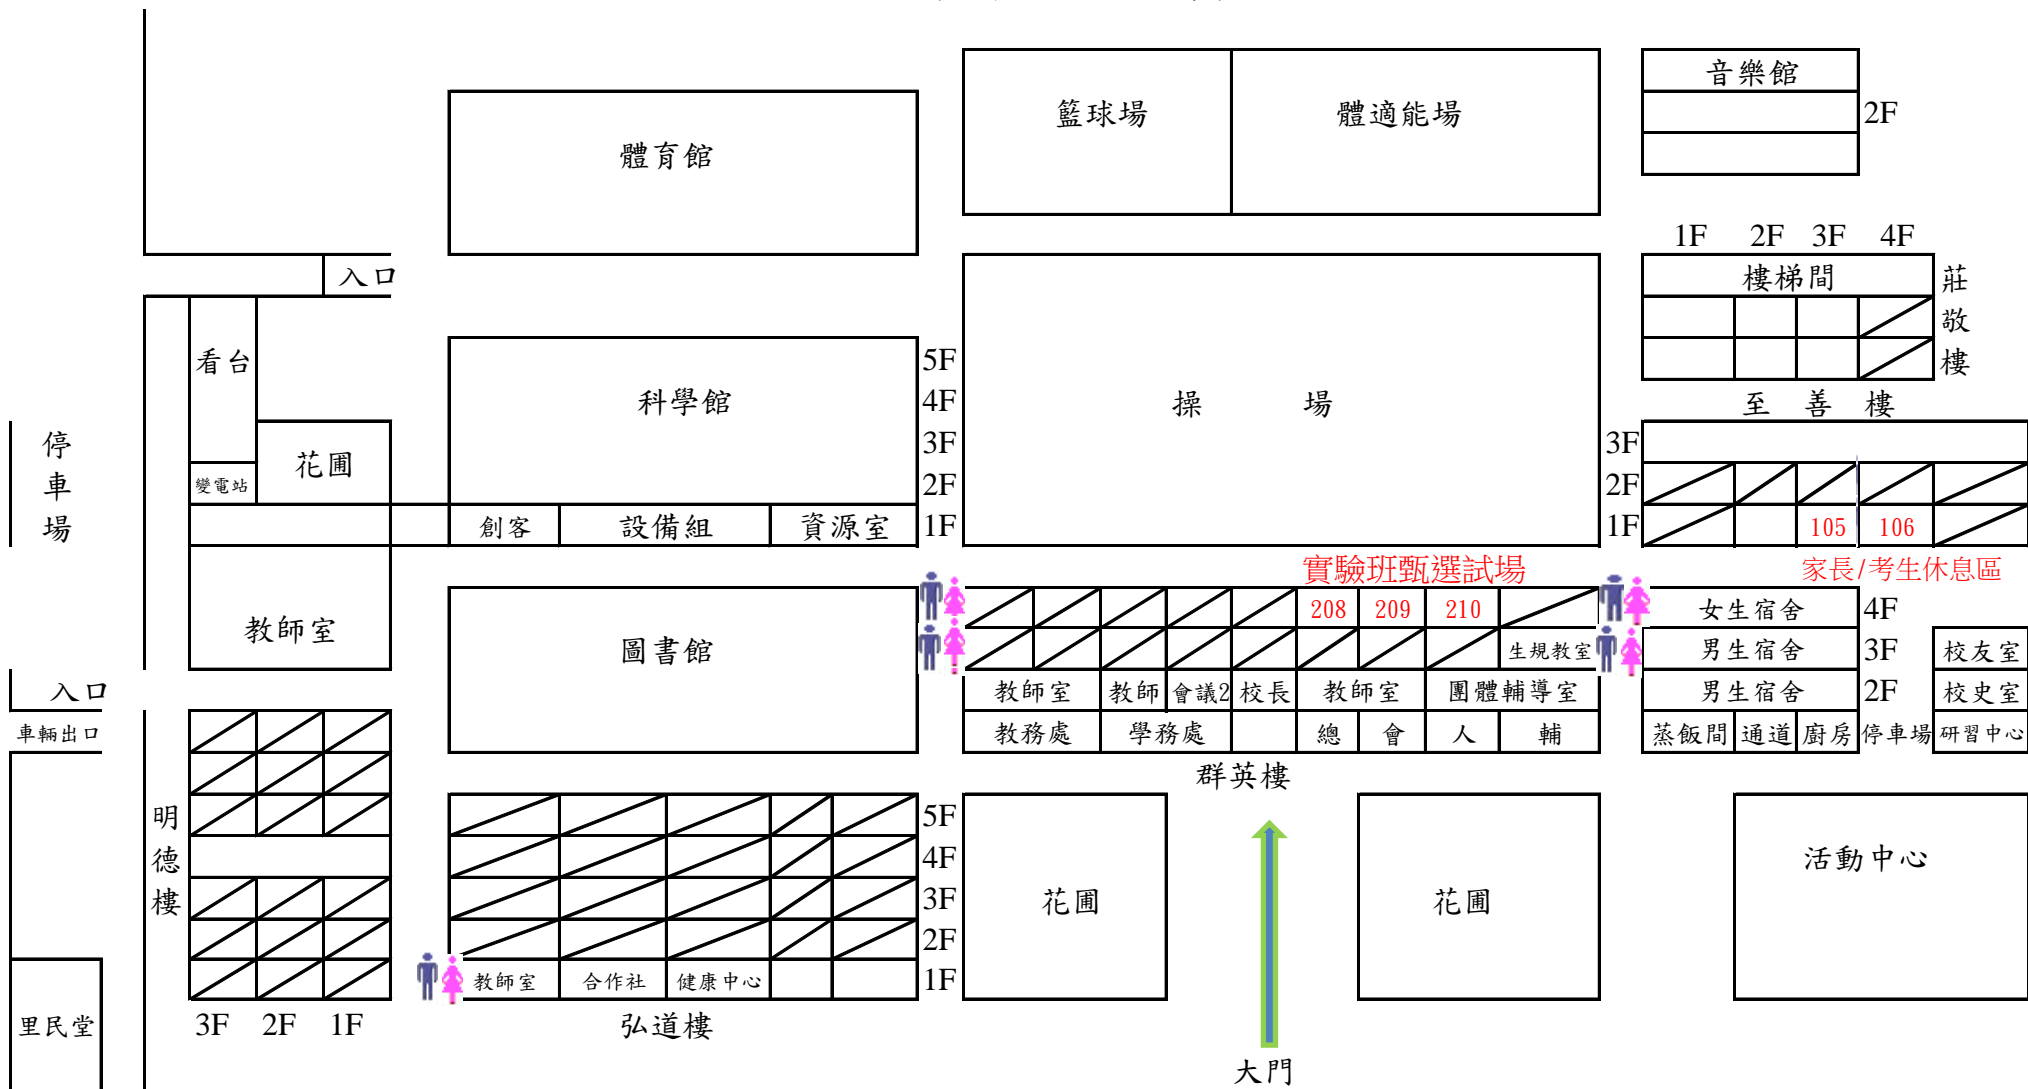 音樂館
籃球場 體適能場 2F
體育館
1F 2F 3F 4F
入口 樓梯間 莊敬樓
看台 科學館 5F
4F
3F
2F
操 場
至善樓
停車場 花圃 3F
變電站 2F
創客 設備組 資源室 1F 1F 105 106
實驗班甄選試場 家長/考生休息區
208 209 210 女生宿舍 4F
教師室 圖書館 生規教室 男生宿舍 3F 校友室
入口 教師室 教師 會議2 校長 教師室 團體輔導室 男生宿舍 2F 校史室
車輛出口 教務處 學務處 總 會 人 輔 蒸飯間 通道 廚房 停車場 研習中心
群英樓
明德樓 5F
4F 活動中心
3F 花圃 花圃
2F
教師室 合作社 健康中心 1F
里民堂 3F 2F 1F 弘道樓
大門